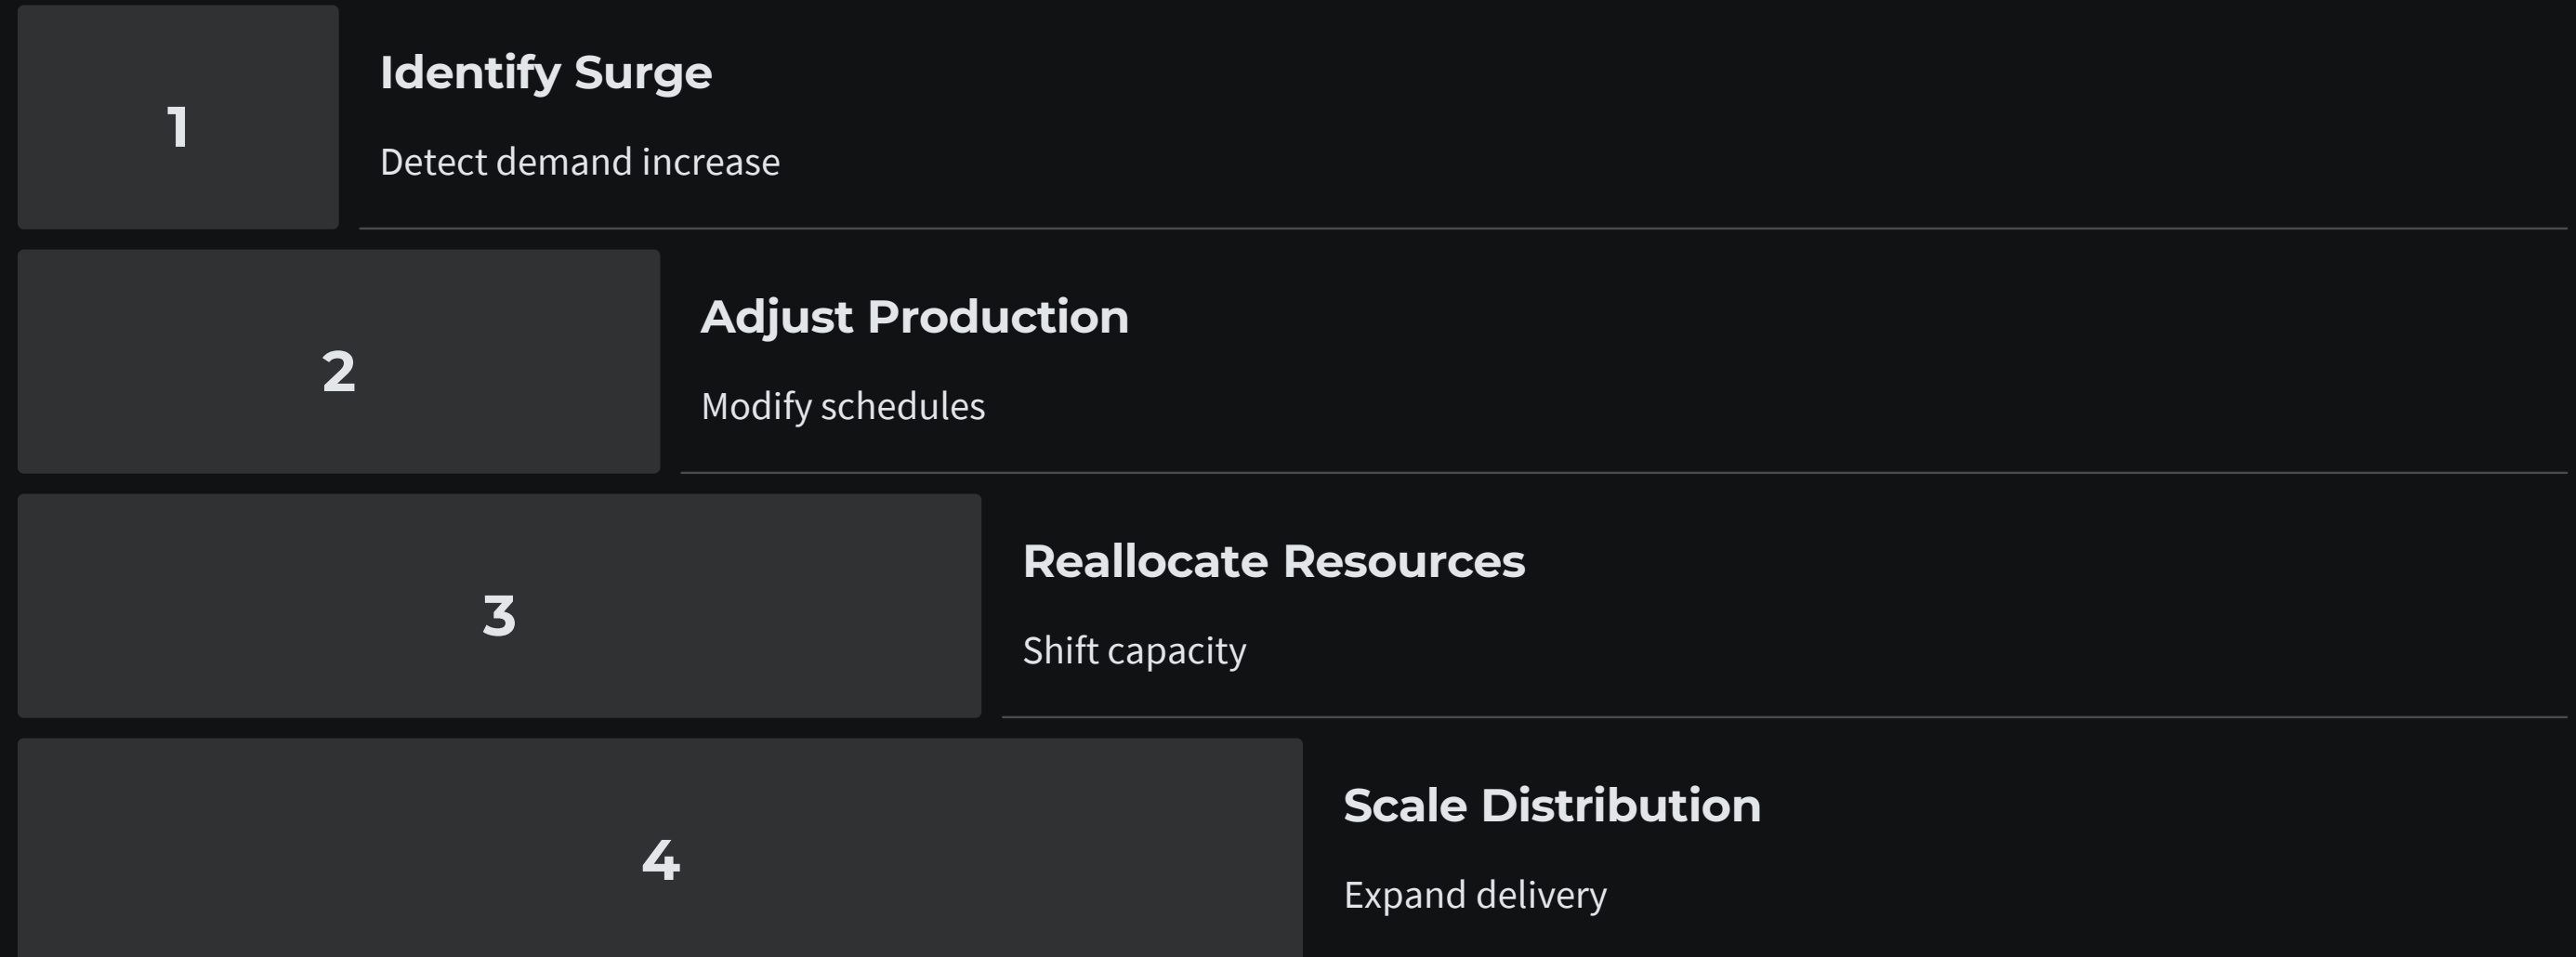 1
Identify Surge
Detect demand increase
2
Adjust Production
Modify schedules
3
Reallocate Resources
Shift capacity
4
Scale Distribution
Expand delivery